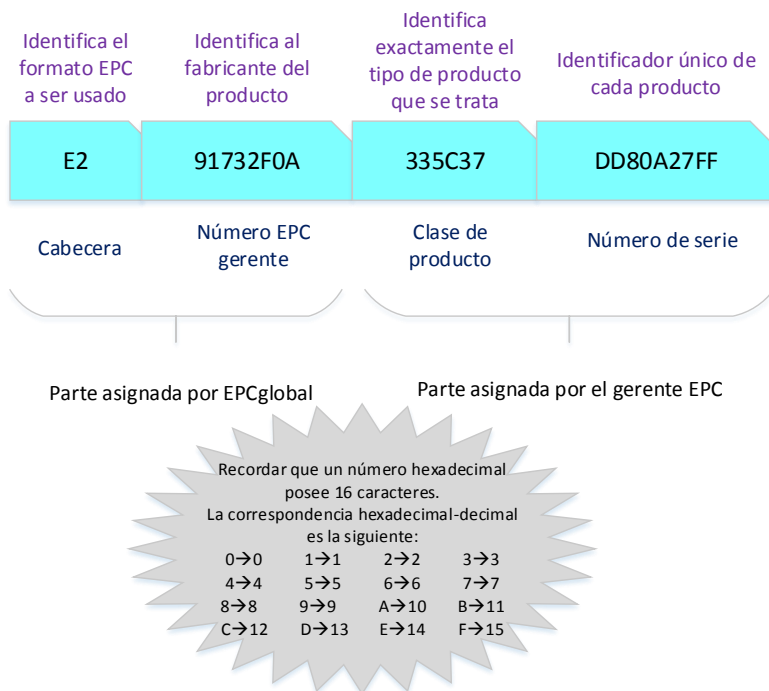 Identifica el
formato EPC
a ser usado
Identifica al
fabricante del
producto
Identifica
exactamente el
tipo de producto
que se trata
Identificador único de
cada producto
E2
91732F0A
335C37
DD80A27FF
Cabecera
Número EPC
gerente
Clase de
producto
Número de serie
Parte asignada por EPCglobal
Parte asignada por el gerente EPC
Recordar que un número hexadecimal
posee 16 caracteres.
La correspondencia hexadecimal-decimal
es la siguiente:
0→0 1→1 2→2 3→3
4→4 5→5 6→6 7→7
8→8 9→9 A→10 B→11
C→12 D→13 E→14 F→15